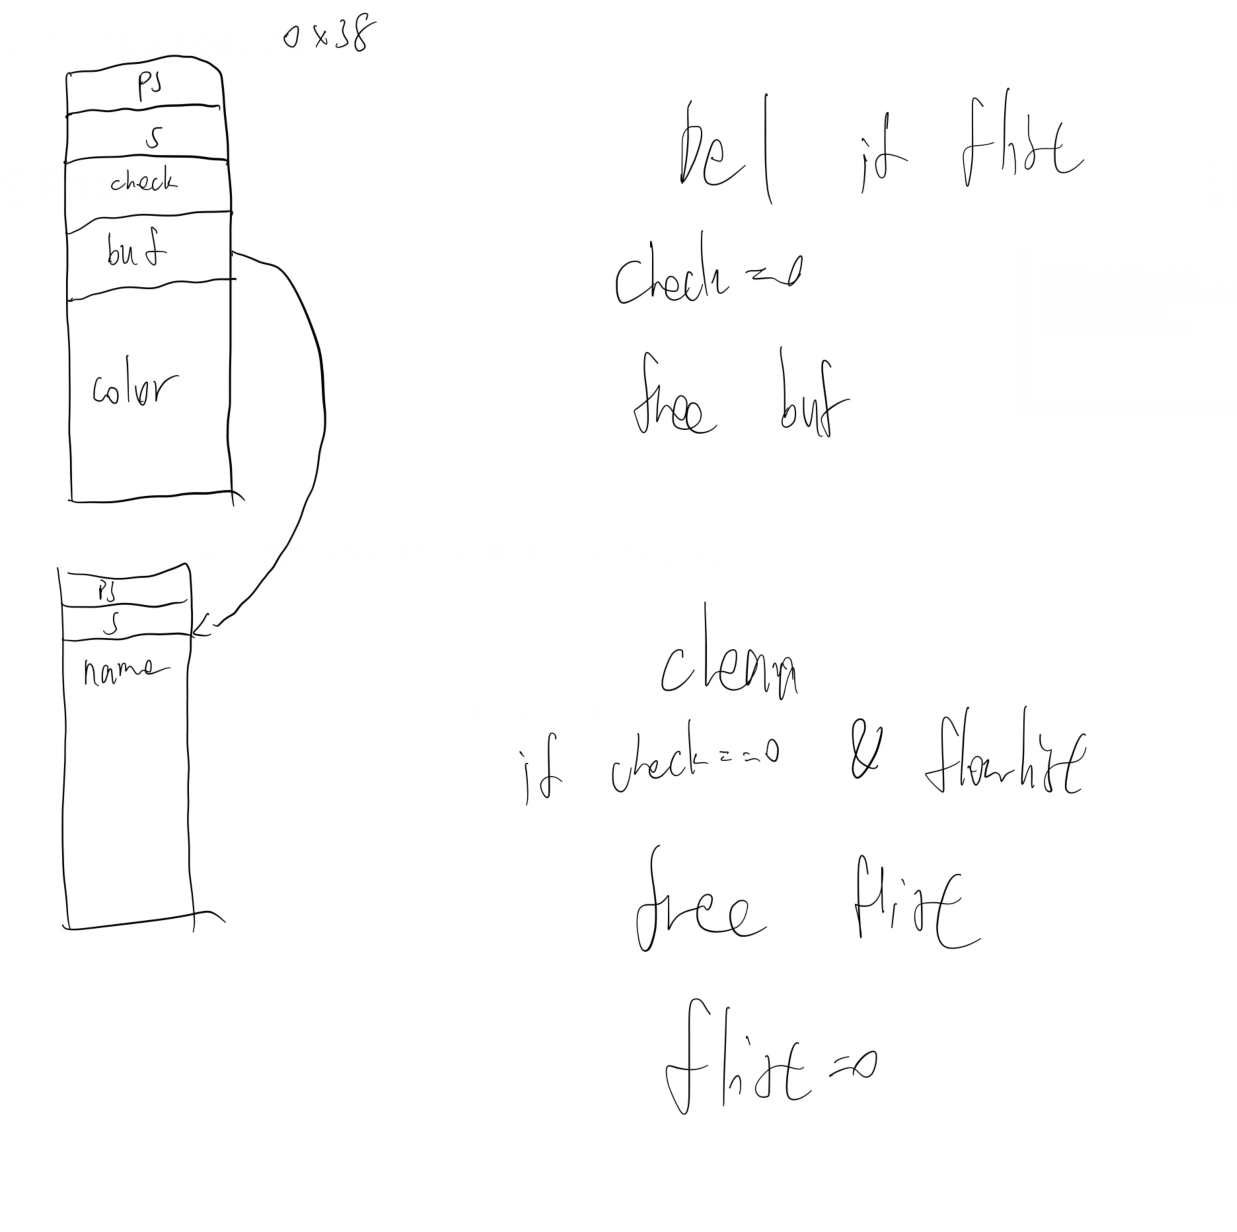 0x38
ps
s
check
buf
color
ps
s
name
del if flist
check=0
free buf
clean
if check==0 & flowlist
free flist
flist=0